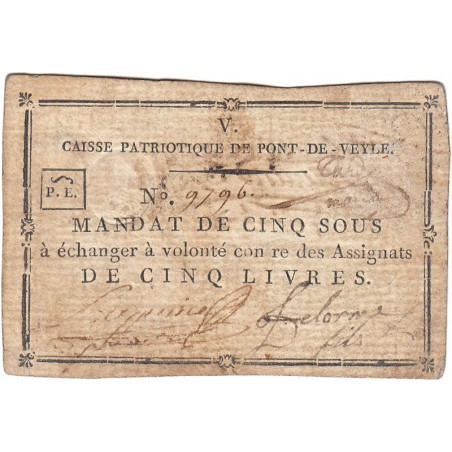 V.
CAISSE PATRIOTIQUE DE PONT-DE-VEYLE.
P. E.
N.o 9796.
MANDAT DE CINQ SOUS
à échanger à volonté con re des Assignats
DE CINQ LIVRES.
Delorme
fils